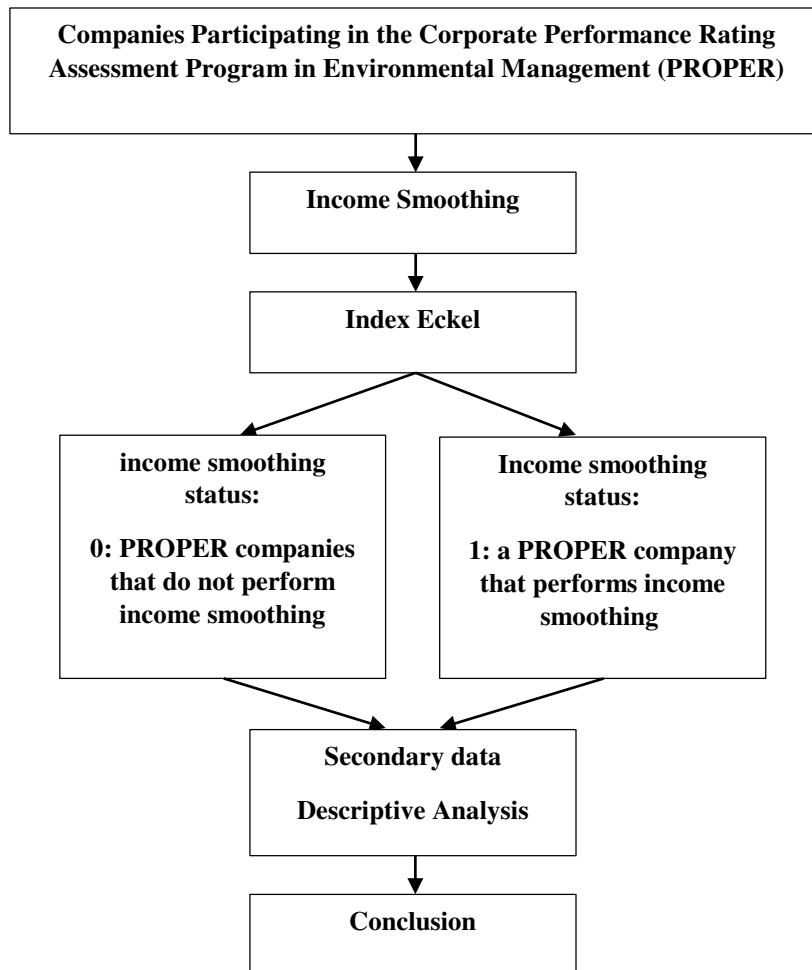 Companies Participating in the Corporate Performance Rating
Assessment Program in Environmental Management (PROPER)
Income Smoothing
Index Eckel
income smoothing
status:
0: PROPER companies
that do not perform
income smoothing
Income smoothing
status:
1: a PROPER company
that performs income
smoothing
Secondary data
Descriptive Analysis
Conclusion